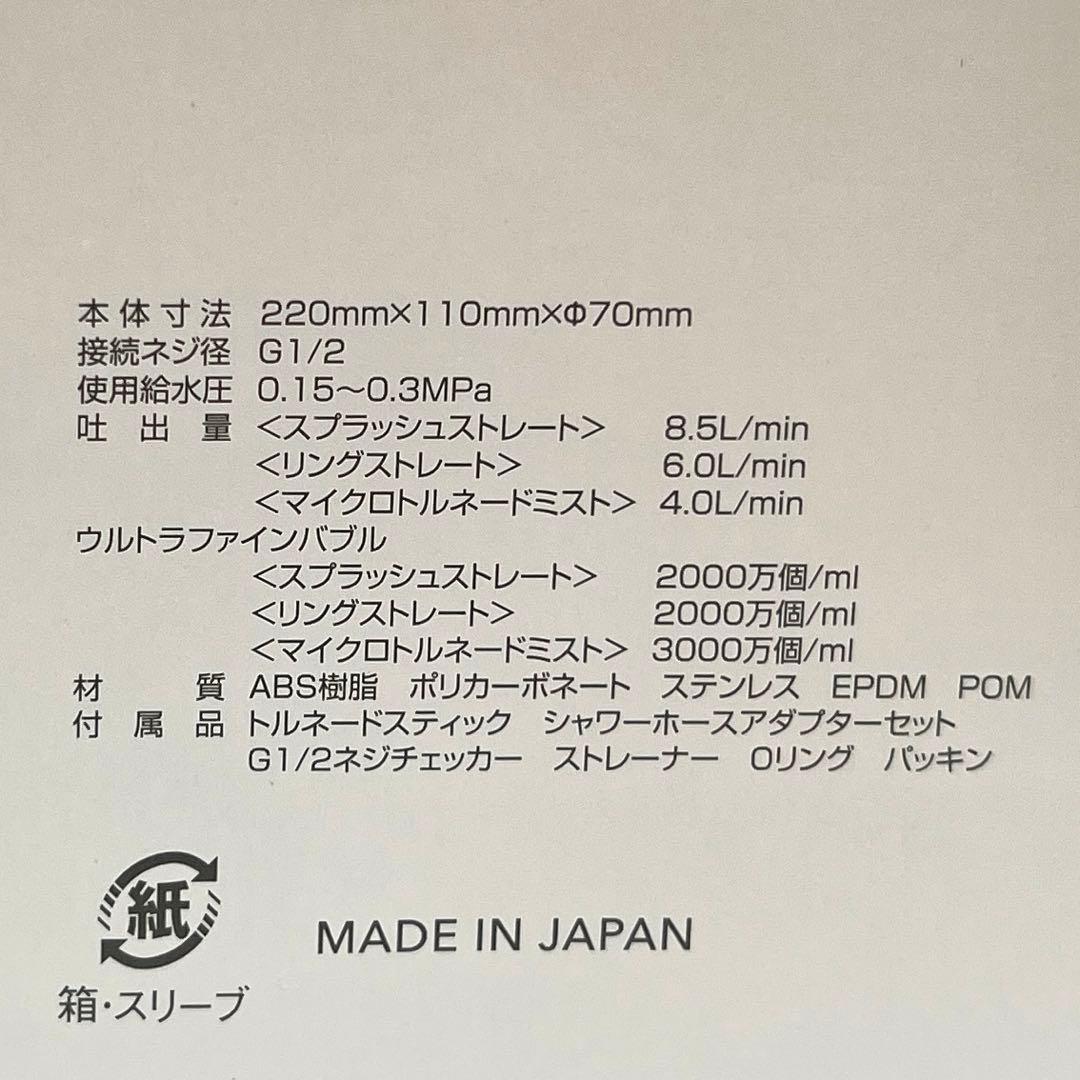 本体寸法 220mm×110mm×Φ70mm
接続ネジ径 G1/2
使用給水圧 0.15～0.3MPa
吐出量 <スプラッシュストレート> 8.5L/min
<リングストレート> 6.0L/min
<マイクロトルネードミスト> 4.0L/min
ウルトラファインバブル
<スプラッシュストレート> 2000万個/ml
<リングストレート> 2000万個/ml
<マイクロトルネードミスト> 3000万個/ml
材質 ABS樹脂 ポリカーボネート ステンレス EPDM POM
付属品 トルネードスティック シャワーホースアダプターセット
G1/2ネジチェッカー ストレーナー Oリング パッキン
紙
箱・スリーブ
MADE IN JAPAN